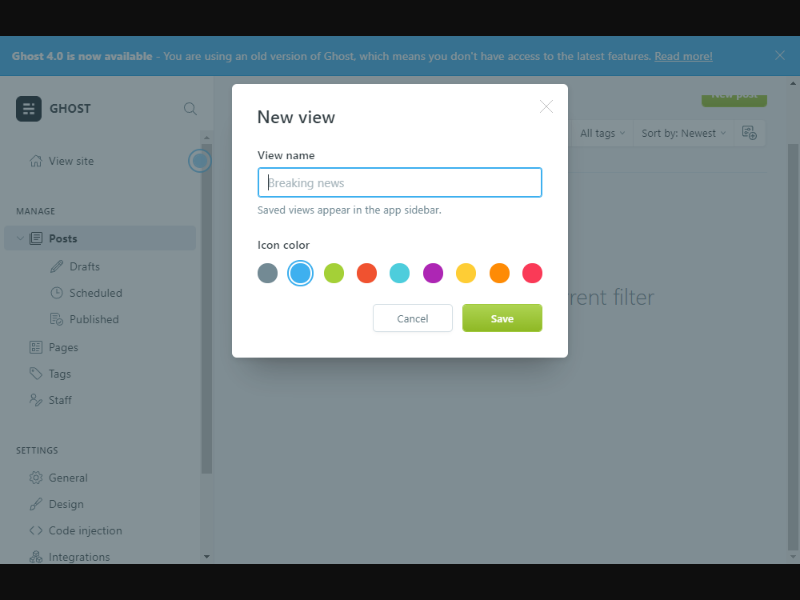 Ghost 4.0 is now available - You are using an old version of Ghost, which means you don't have access to the latest features. Read more!
GHOST
View site
MANAGE
Posts
Drafts
Scheduled
Published
Pages
Tags
Staff
SETTINGS
General
Design
Code injection
Integrations
New post
All tags
Sort by: Newest
filter
New view
View name
Breaking news
Saved views appear in the app sidebar.
Icon color
Cancel
Save